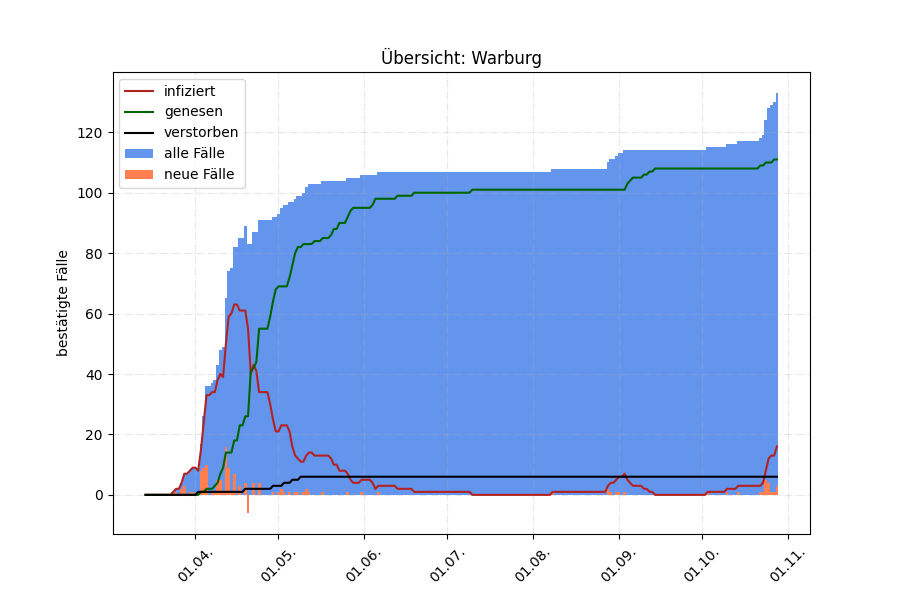 Übersicht: Warburg
infiziert
genesen
verstorben
alle Fälle
neue Fälle
bestätigte Fälle
120
100
80
60
40
20
0
01.04.
01.05.
01.06.
01.07.
01.08.
01.09.
01.10.
01.11.